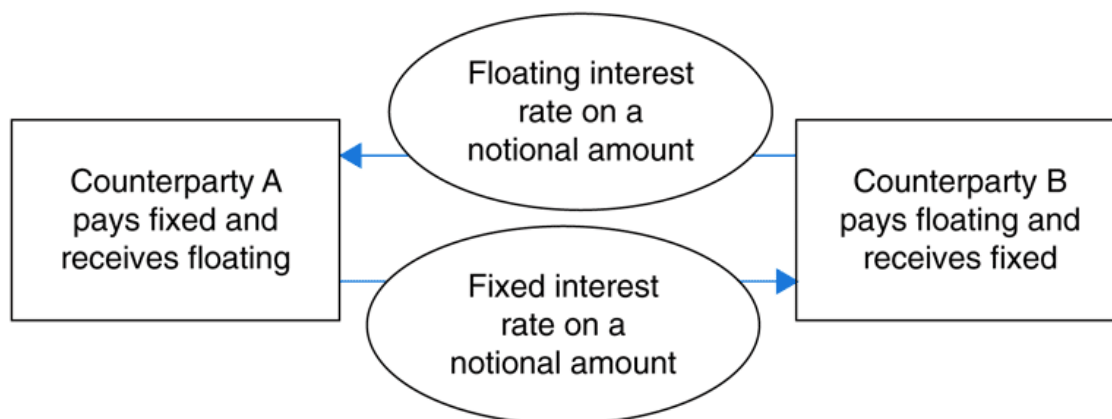 Floating interest
rate on a
notional amount
Counterparty A
pays fixed and
receives floating
Counterparty B
pays floating and
receives fixed
Fixed interest
rate on a
notional amount